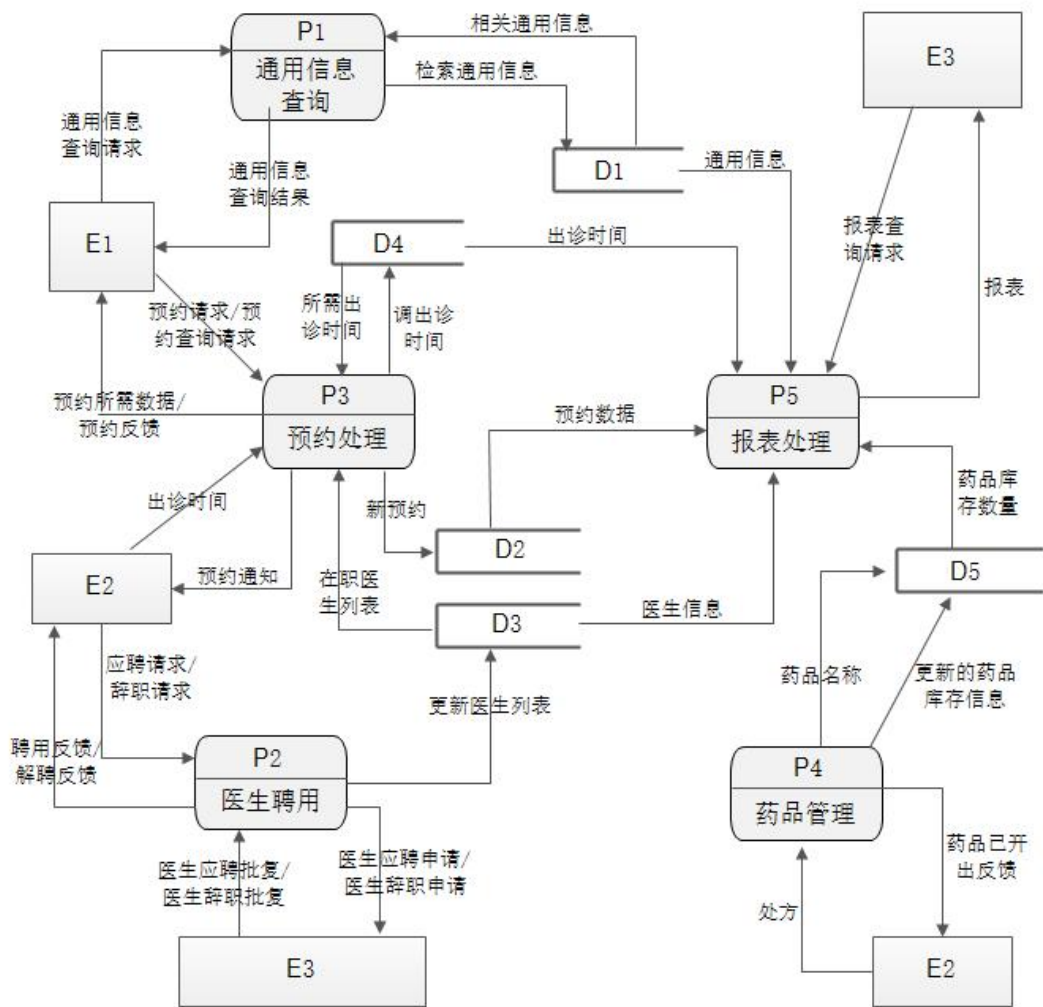 P1
通用信息
查询
相关通用信息
检索通用信息
E3
通用信息
查询请求
通用信息
查询结果
D1
通用信息
E1
D4
出诊时间
报表查
询请求
报表
预约请求/预
约查询请求
所需出
诊时间
调出诊
时间
P3
预约处理
P5
报表处理
预约所需数据/
预约反馈
预约数据
出诊时间
新预约
药品库
存数量
E2
预约通知
在职医
生列表
D2
D5
D3
医生信息
应聘请求/
辞职请求
更新医生列表
药品名称
更新的药品
库存信息
聘用反馈/
解聘反馈
P2
医生聘用
P4
药品管理
医生应聘批复/
医生辞职批复
医生应聘申请/
医生辞职申请
药品已开
出反馈
处方
E3
E2